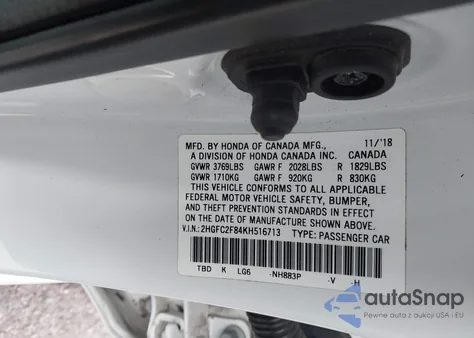 MFD. BY HONDA OF CANADA MFG., 11/'18
A DIVISION OF HONDA CANADA INC. CANADA
GVWR 3769LBS GAWR F 2028LBS R 1829LBS
GVWR 1710KG GAWR F 920KG R 830KG
THIS VEHICLE CONFORMS TO ALL APPLICABLE
FEDERAL MOTOR VEHICLE SAFETY, BUMPER,
AND THEFT PREVENTION STANDARDS IN EFFECT
ON THE DATE OF MANUFACTURE SHOWN ABOVE.
V.I.N.: 2HGFC2F84KH516713 TYPE: PASSENGER CAR
TBD K LG6 -NH883P -V -H
autoSnap
Pewne auta z aukcji USA i EU